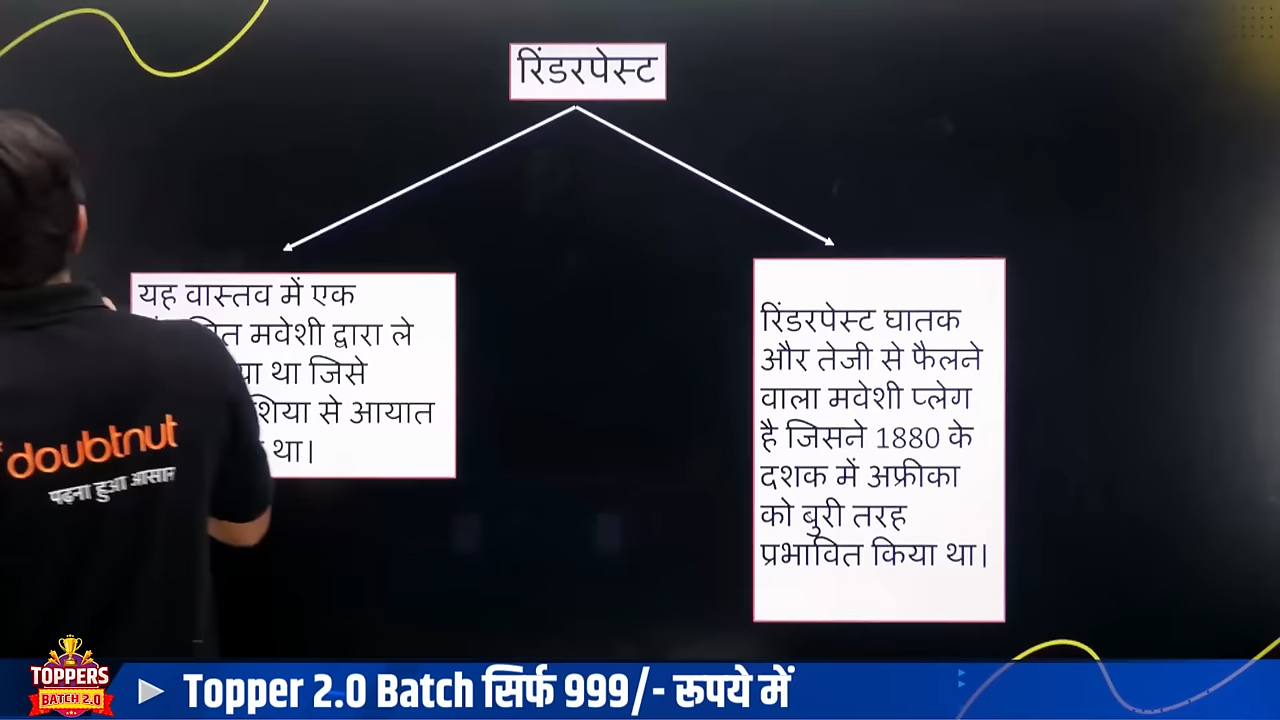 रिंडरपेस्ट
यह वास्तव में एक
मवेशी द्वारा ले
था जिसे
से आयात
था।
रिंडरपेस्ट घातक
और तेजी से फैलने
वाला मवेशी प्लेग
है जिसने 1880 के
दशक में अफ्रीका
को बुरी तरह
प्रभावित किया था।
doubtnut
पढ़ना हुआ आसान
TOPPERS
BATCH 2.0
Topper 2.0 Batch सिर्फ 999/- रूपये में